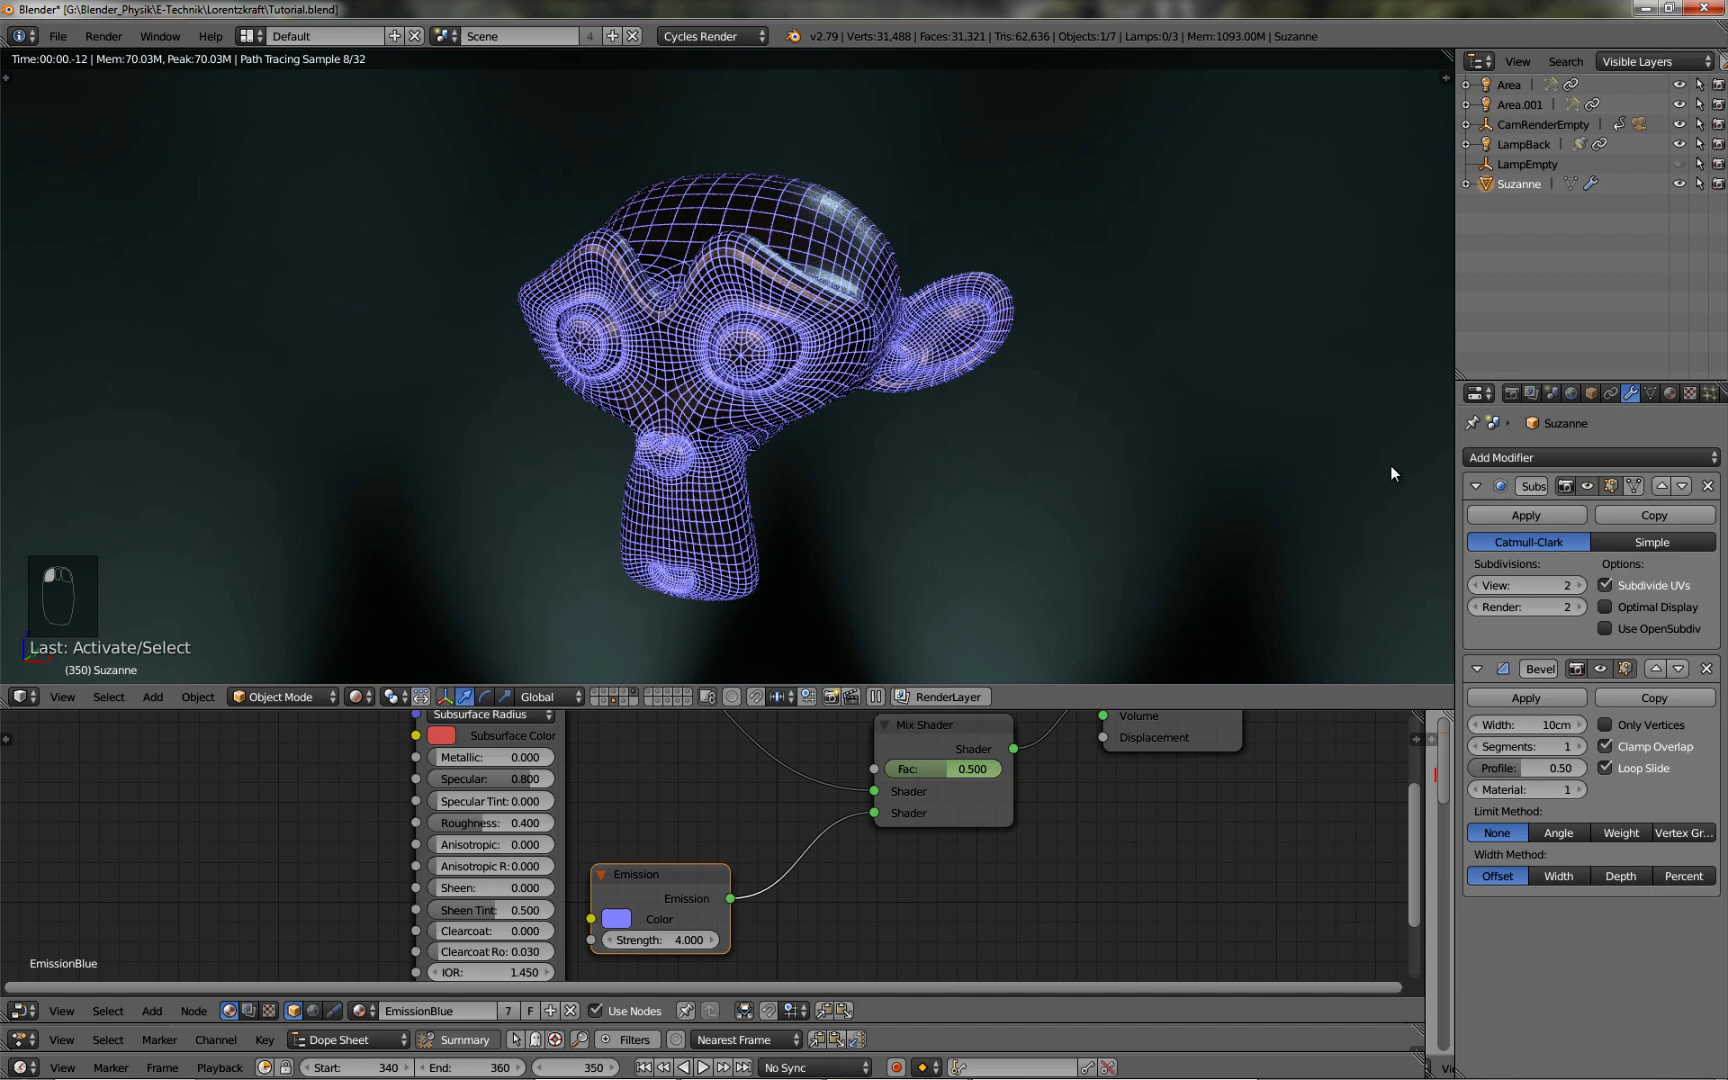 Blender* [G:\Blender_Physik\E-Technik\Lorentzkraft\Tutorial.blend]
File Render Window Help Default Scene 4 Cycles Render v2.79 | Verts:31,488 | Faces:31,321 | Tris:62,636 | Objects:1/7 | Lamps:0/3 | Mem:1093.00M | Suzanne
Time:00:00.-12 | Mem:70.03M, Peak:70.03M | Path Tracing Sample 8/32
View Search Visible Layers
Area
Area.001
CamRenderEmpty
LampBack
LampEmpty
Suzanne
Suzanne
Add Modifier
Subs
Apply Copy
Catmull-Clark Simple
Subdivisions: Options:
View: 2 Subdivide UVs
Render: 2 Optimal Display
Use OpenSubdiv
Bevel
Apply Copy
Width: 10cm Only Vertices
Segments: 1 Clamp Overlap
Profile: 0.50 Loop Slide
Material: 1
Limit Method:
None Angle Weight Vertex Gr...
Width Method:
Offset Width Depth Percent
Last: Activate/Select
(350) Suzanne
View Select Add Object Object Mode Global RenderLayer
Subsurface Radius
Subsurface Color
Metallic: 0.000
Specular: 0.800
Specular Tint: 0.000
Roughness: 0.400
Anisotropic: 0.000
Anisotropic R: 0.000
Sheen: 0.000
Sheen Tint: 0.500
Clearcoat: 0.000
Clearcoat Ro: 0.030
IOR: 1.450
Emission
Emission
Color
Strength: 4.000
Mix Shader
Shader
Fac: 0.500
Shader
Shader
Volume
Displacement
EmissionBlue
View Select Add Node EmissionBlue 7 F Use Nodes
View Select Marker Channel Key Dope Sheet Summary Filters Nearest Frame
View Marker Frame Playback Start: 340 End: 360 350 No Sync